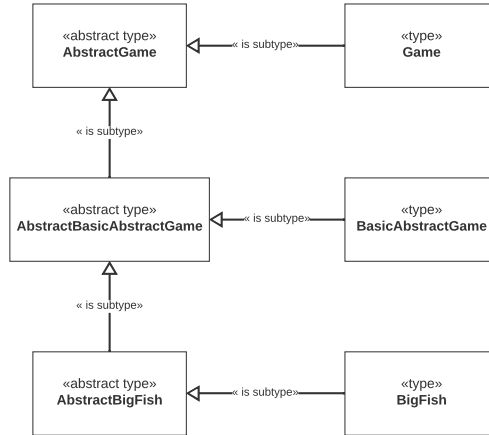 «abstract type»
AbstractGame
« is subtype»
«type»
Game
« is subtype»
«abstract type»
AbstractBasicAbstractGame
« is subtype»
«type»
BasicAbstractGame
« is subtype»
«abstract type»
AbstractBigFish
« is subtype»
«type»
BigFish